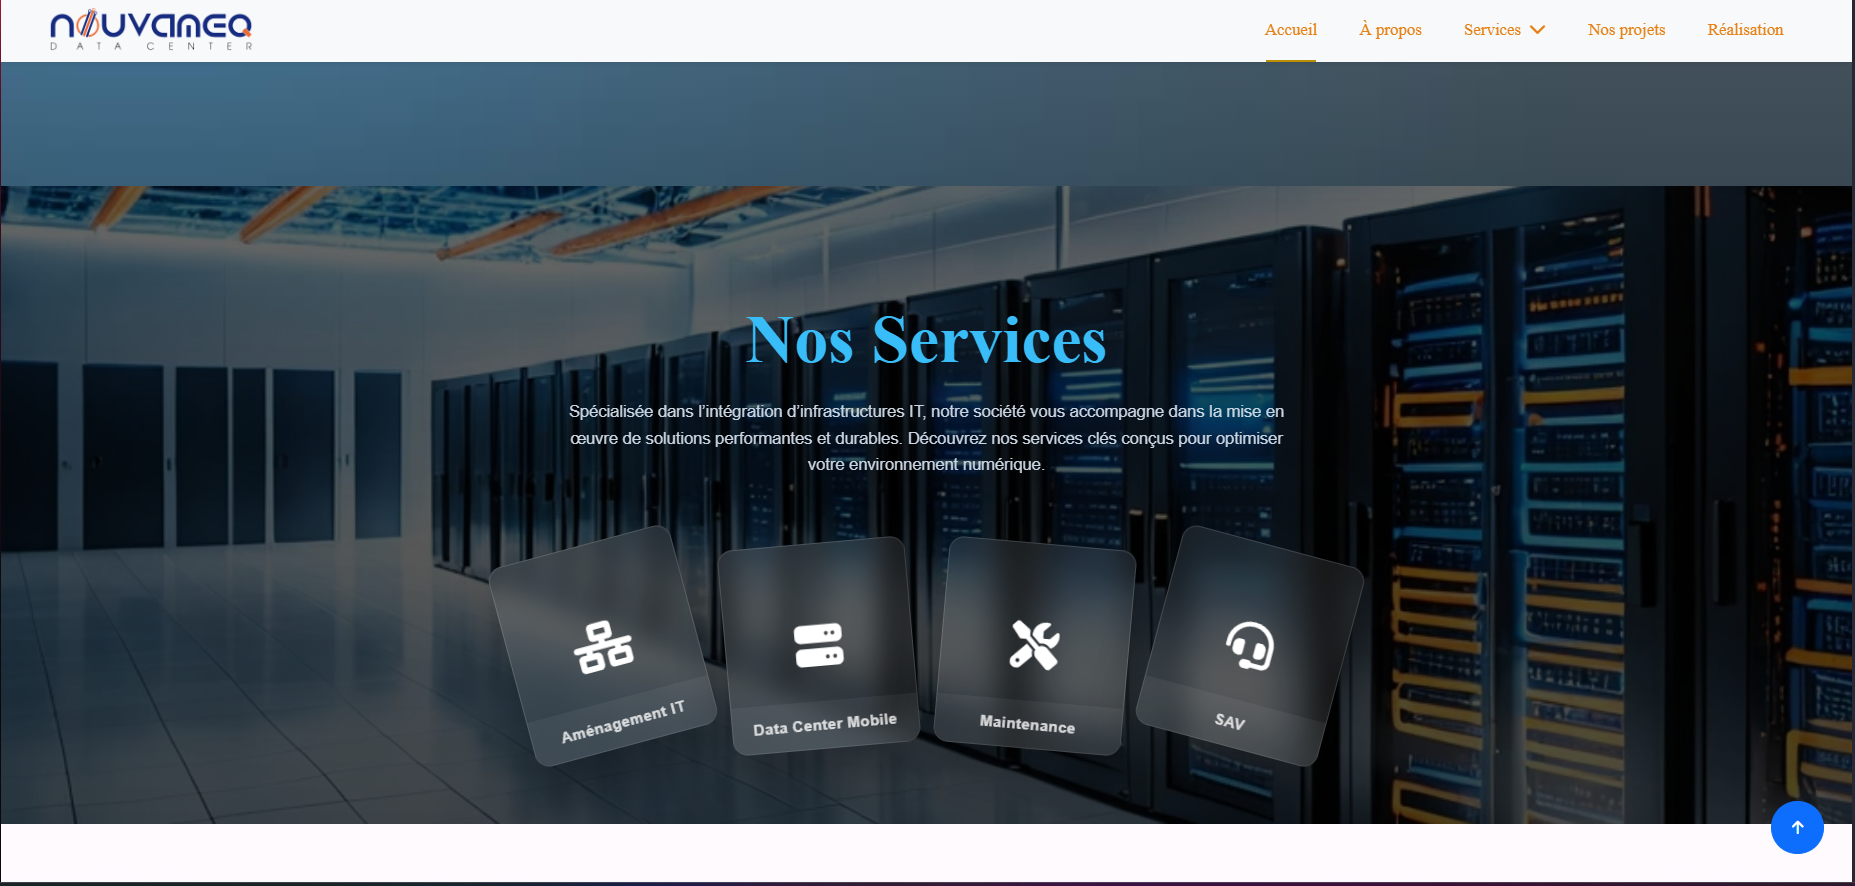 NOUVAMEQ
DATA CENTER
Accueil
À propos
Services
Nos projets
Réalisation
Nos Services
Spécialisée dans l’intégration d’infrastructures IT, notre société vous accompagne dans la mise en
œuvre de solutions performantes et durables. Découvrez nos services clés conçus pour optimiser
votre environnement numérique.
Aménagement IT
Data Center Mobile
Maintenance
SAV